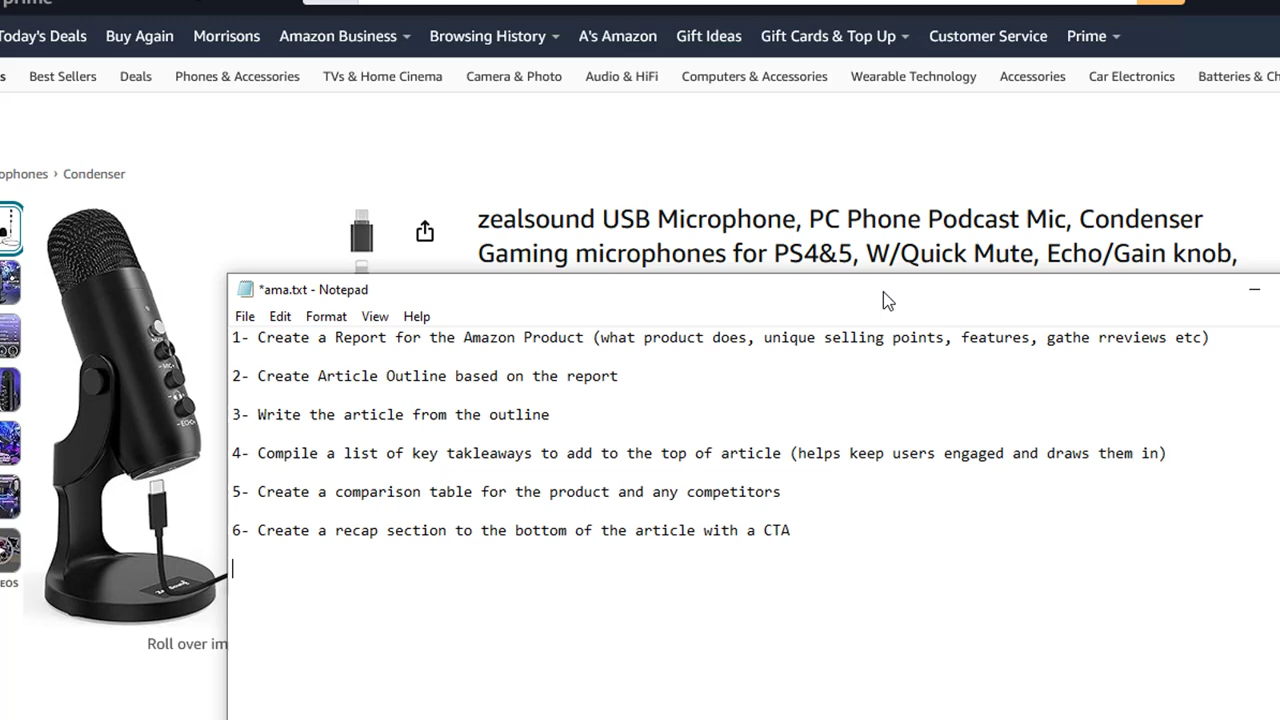 prime
Today's Deals Buy Again Morrisons Amazon Business Browsing History A's Amazon Gift Ideas Gift Cards & Top Up Customer Service Prime
s Best Sellers Deals Phones & Accessories TVs & Home Cinema Camera & Photo Audio & HiFi Computers & Accessories Wearable Technology Accessories Car Electronics Batteries & Ch
ophones › Condenser
zealsound USB Microphone, PC Phone Podcast Mic, Condenser
Gaming microphones for PS4&5, W/Quick Mute, Echo/Gain knob,
*ama.txt - Notepad
File Edit Format View Help
1- Create a Report for the Amazon Product (what product does, unique selling points, features, gathe rreviews etc)
2- Create Article Outline based on the report
3- Write the article from the outline
4- Compile a list of key takeaways to add to the top of article (helps keep users engaged and draws them in)
5- Create a comparison table for the product and any competitors
6- Create a recap section to the bottom of the article with a CTA
EOS
Roll over im